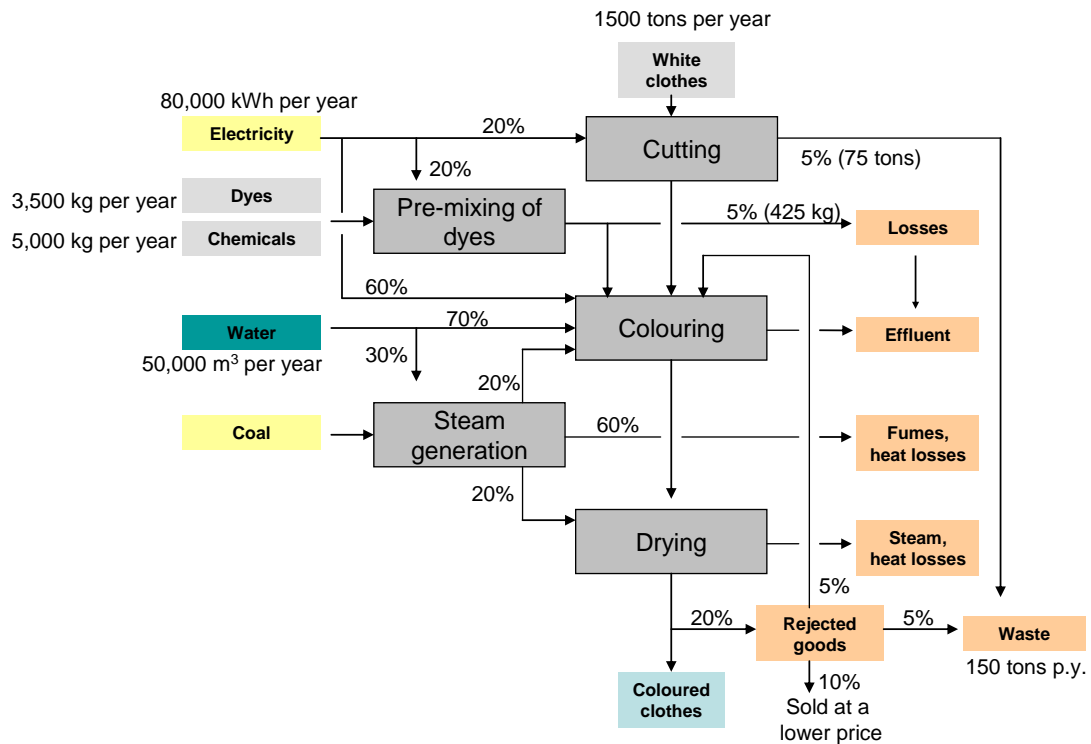 1500 tons per year
White
clothes
80,000 kWh per year
Electricity
20%
Cutting
5% (75 tons)
20%
3,500 kg per year
Dyes
Pre-mixing of
dyes
5% (425 kg)
Losses
5,000 kg per year
Chemicals
60%
Water
70%
Colouring
Effluent
50,000 m³ per year
30%
20%
Coal
Steam
generation
60%
Fumes,
heat losses
20%
Drying
Steam,
heat losses
5%
20%
Rejected
goods
5%
Waste
150 tons p.y.
Coloured
clothes
10%
Sold at a
lower price